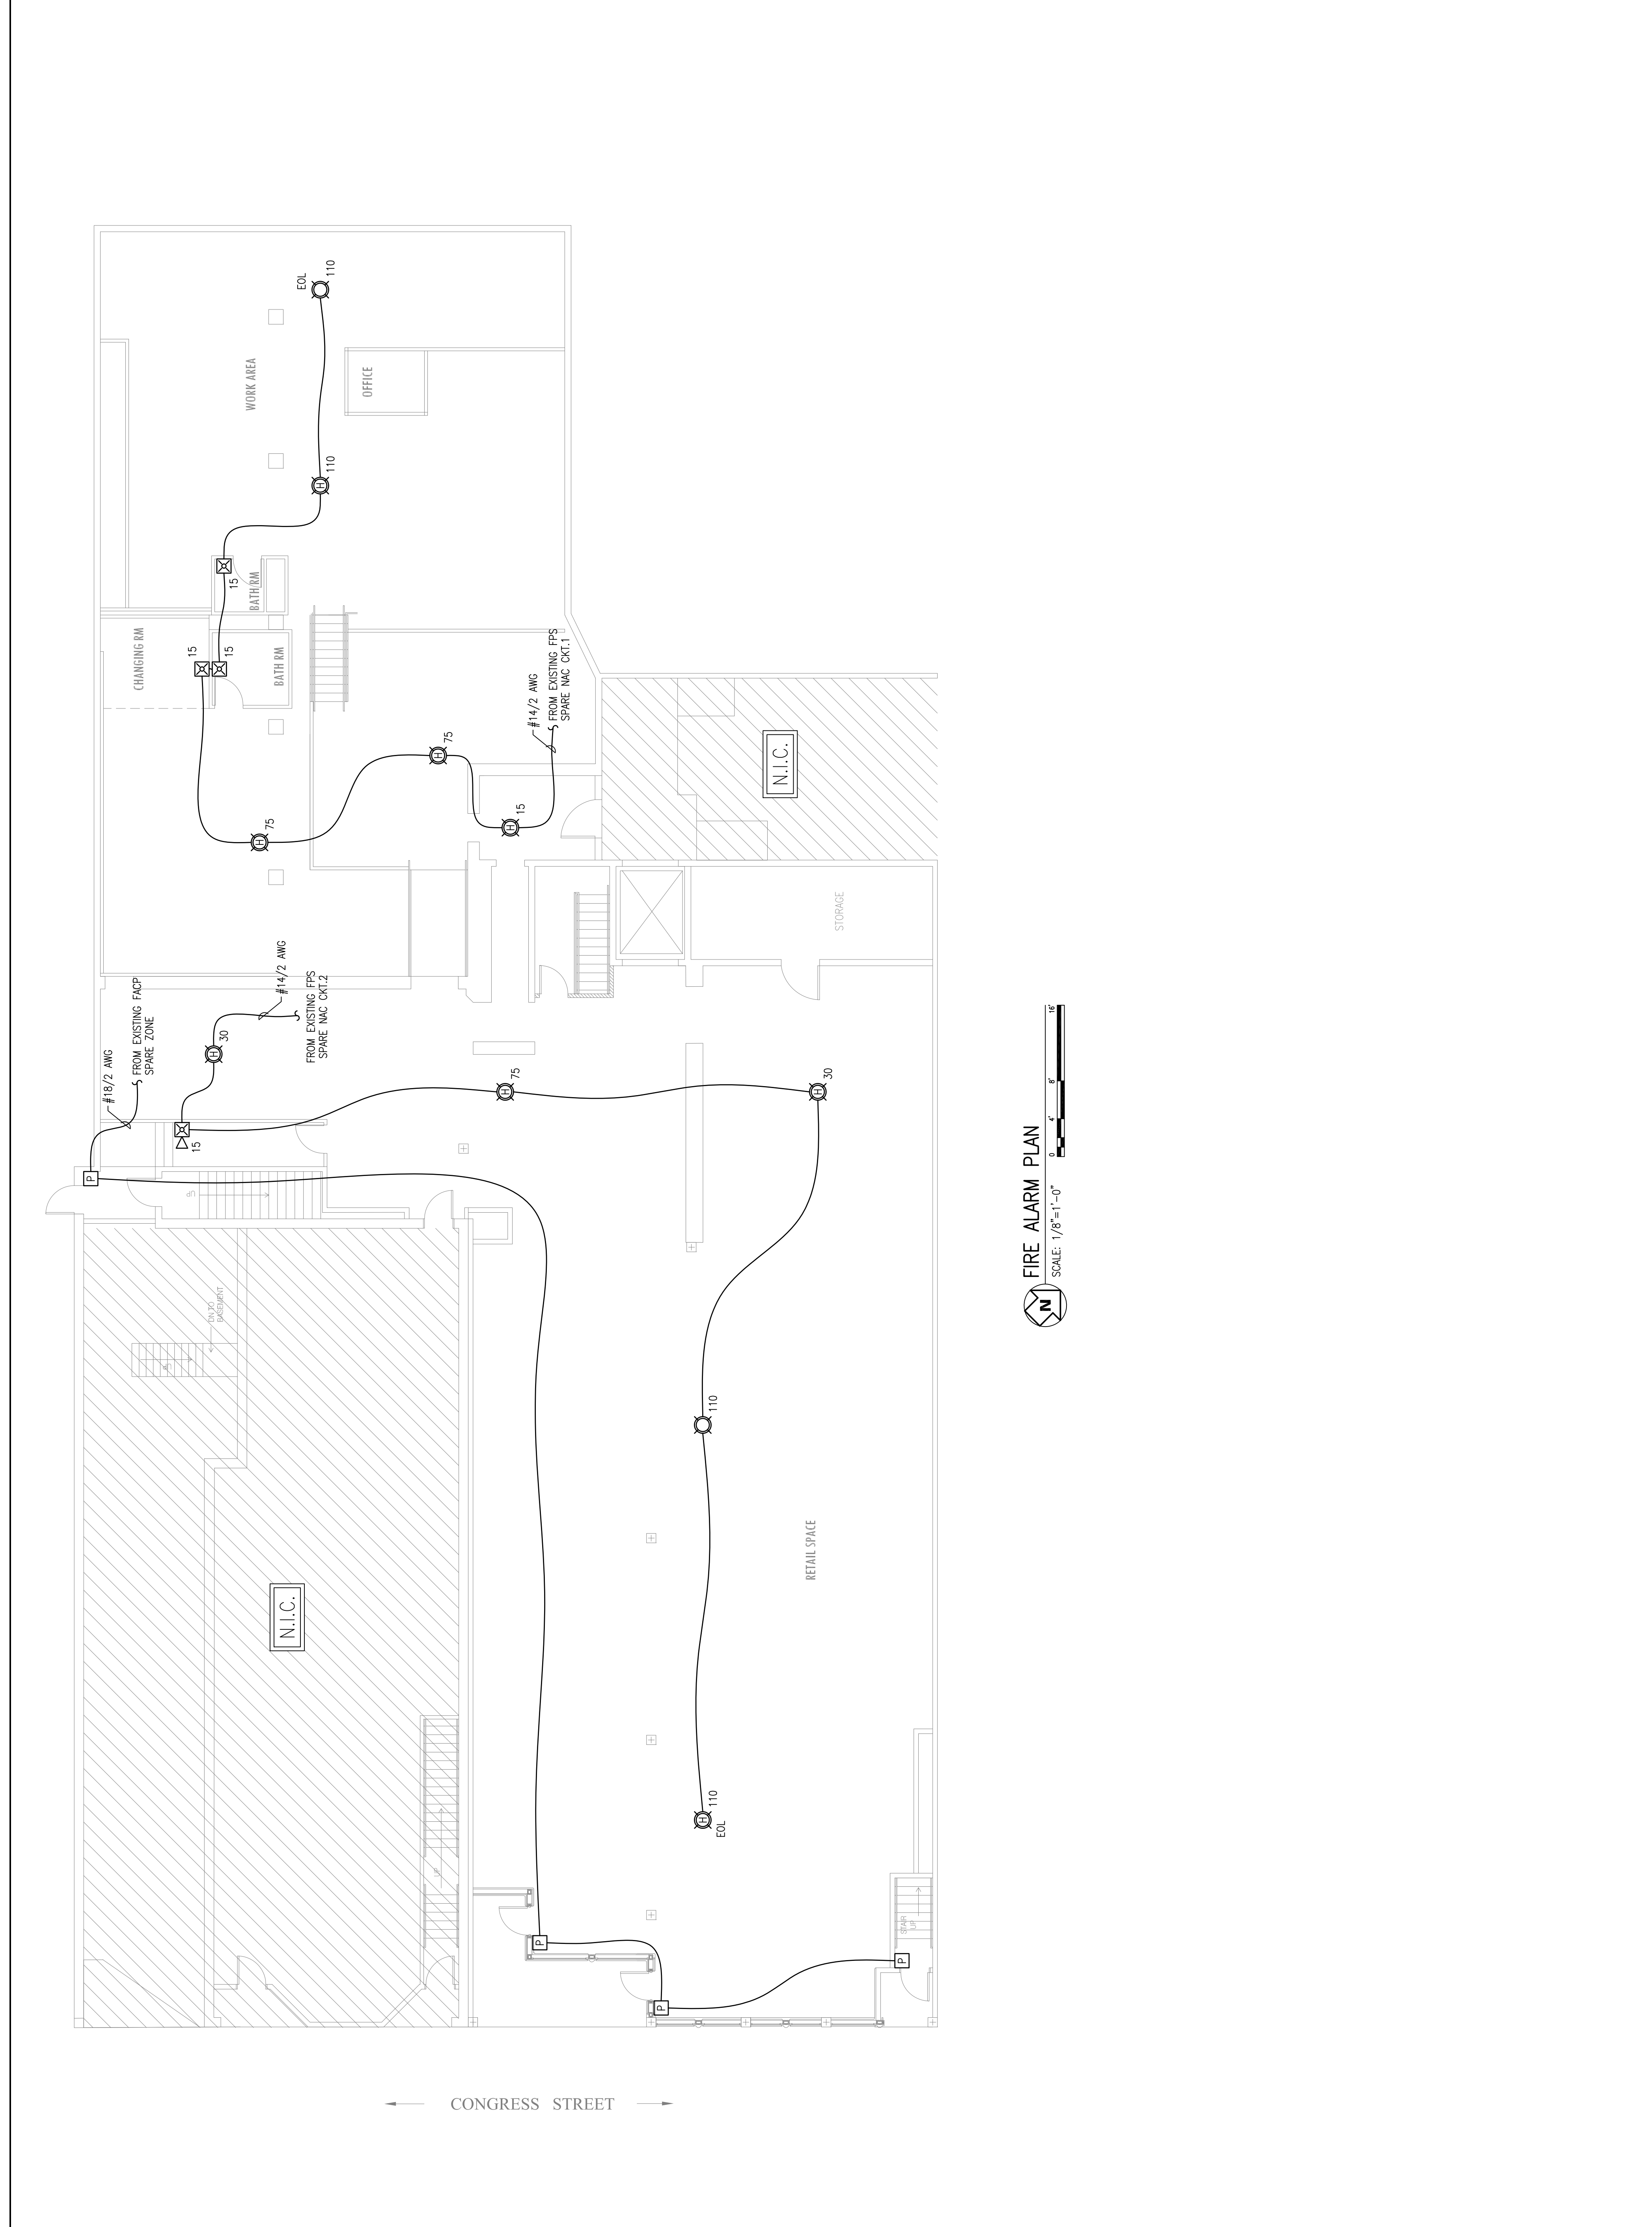 EOL
110
WORK AREA
OFFICE
110
H
15
BATH RM
CHANGING RM
15
15
BATH RM
#14/2 AWG
FROM EXISTING FPS
SPARE NAC CKT.1
H
75
H
75
H
15
N.I.C.
STORAGE
#14/2 AWG
FROM EXISTING FPS
SPARE NAC CKT.2
FROM EXISTING FACP
SPARE ZONE
#18/2 AWG
H
30
15
H
75
H
30
P
DN TO
BASEMENT
110
N.I.C.
RETAIL SPACE
H
110
EOL
UP
STAIR
UP
P
P
P
FIRE ALARM PLAN
SCALE: 1/8"=1'-0"
0 4' 8' 16'
N
CONGRESS STREET